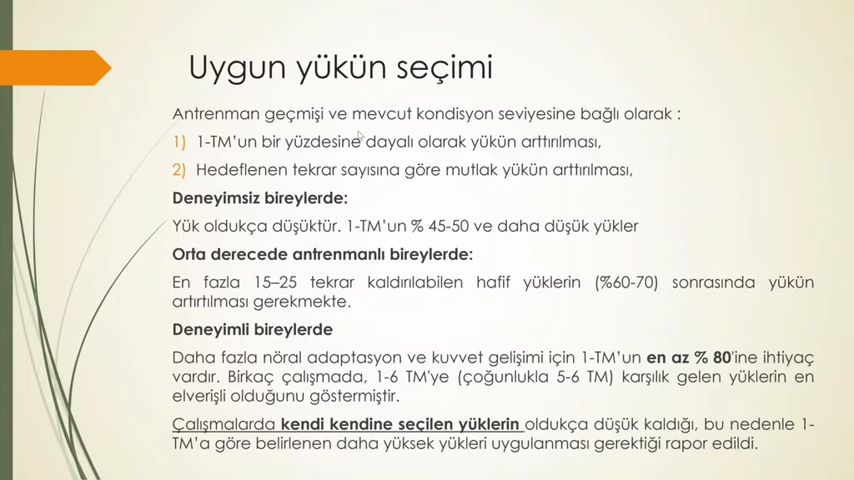 Uygun yükün seçimi
Antrenman geçmişi ve mevcut kondisyon seviyesine bağlı olarak :
1) 1-TM'un bir yüzdesine dayalı olarak yükün arttırılması,
2) Hedeflenen tekrar sayısına göre mutlak yükün arttırılması,
Deneyimsiz bireylerde:
Yük oldukça düşüktür. 1-TM'un % 45-50 ve daha düşük yükler
Orta derecede antrenmanlı bireylerde:
En fazla 15–25 tekrar kaldırılabilen hafif yüklerin (%60-70) sonrasında yükün
artırtılması gerekmekte.
Deneyimli bireylerde
Daha fazla nöral adaptasyon ve kuvvet gelişimi için 1-TM'un en az % 80'ine ihtiyaç
vardır. Birkaç çalışmada, 1-6 TM'ye (çoğunlukla 5-6 TM) karşılık gelen yüklerin en
elverişli olduğunu göstermiştir.
Çalışmalarda kendi kendine seçilen yüklerin oldukça düşük kaldığı, bu nedenle 1-
TM'a göre belirlenen daha yüksek yükleri uygulanması gerektiği rapor edildi.